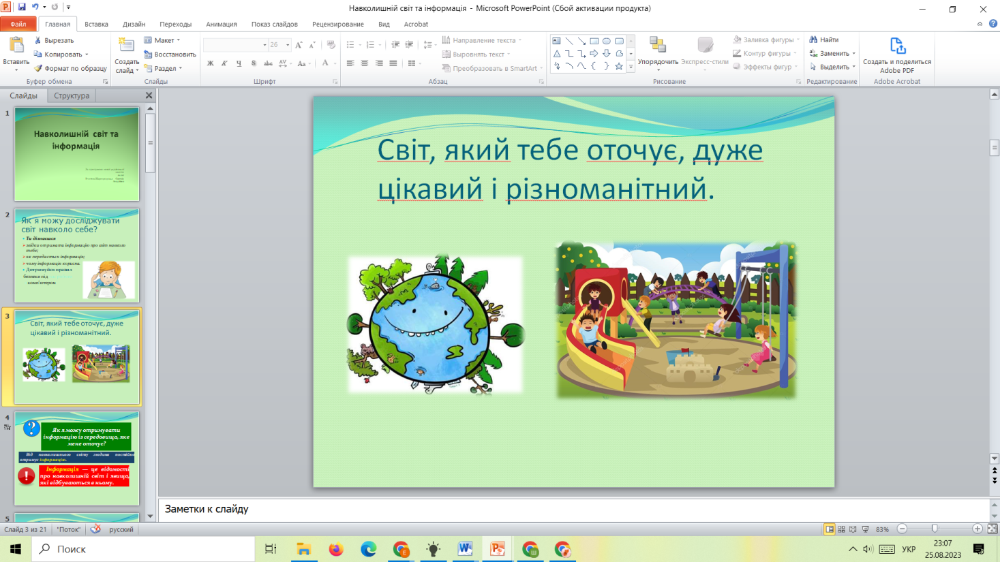 Навколишній світ та інформація - Microsoft PowerPoint (Сбой активации продукта)
Файл Главная Вставка Дизайн Переходы Анимация Показ слайдов Рецензирование Вид Acrobat
Вставить
Вырезать
Копировать
Формат по образцу
Буфер обмена
Создать слайд
Макет
Восстановить
Раздел
Слайды
26
Ж К Ч S abc AV Aa A
Шрифт
Направление текста
Выровнять текст
Преобразовать в SmartArt
Абзац
Упорядочить
Экспресс-стили
Заливка фигуры
Контур фигуры
Эффекты фигур
Рисование
Найти
Заменить
Выделить
Редактирование
Создать и поделиться
Adobe PDF
Adobe Acrobat
Слайды Структура
1
Навколишній світ та
інформація
2
Як я можу досліджувати
світ навколо себе?
Ти дізнаєшся
звідки отримати інформацію про світ навколо
тебе;
як передається інформація;
чому інформація корисна.
Дотримуйся правил
безпеки під
комп'ютером
3
Світ, який тебе оточує, дуже
цікавий і різноманітний.
4
?
Як я можу отримувати
інформацію із середовища, яке
мене оточує?
Від навколишнього світу людина постійно
отримує інформацію.
!
Інформація — це відомості
про навколишній світ і явища,
які відбуваються в ньому.
5
Світ, який тебе оточує, дуже
цікавий і різноманітний.
Заметки к слайду
Слайд 3 из 21 "Поток" русский 83%
Поиск
УКР
23:07
25.08.2023